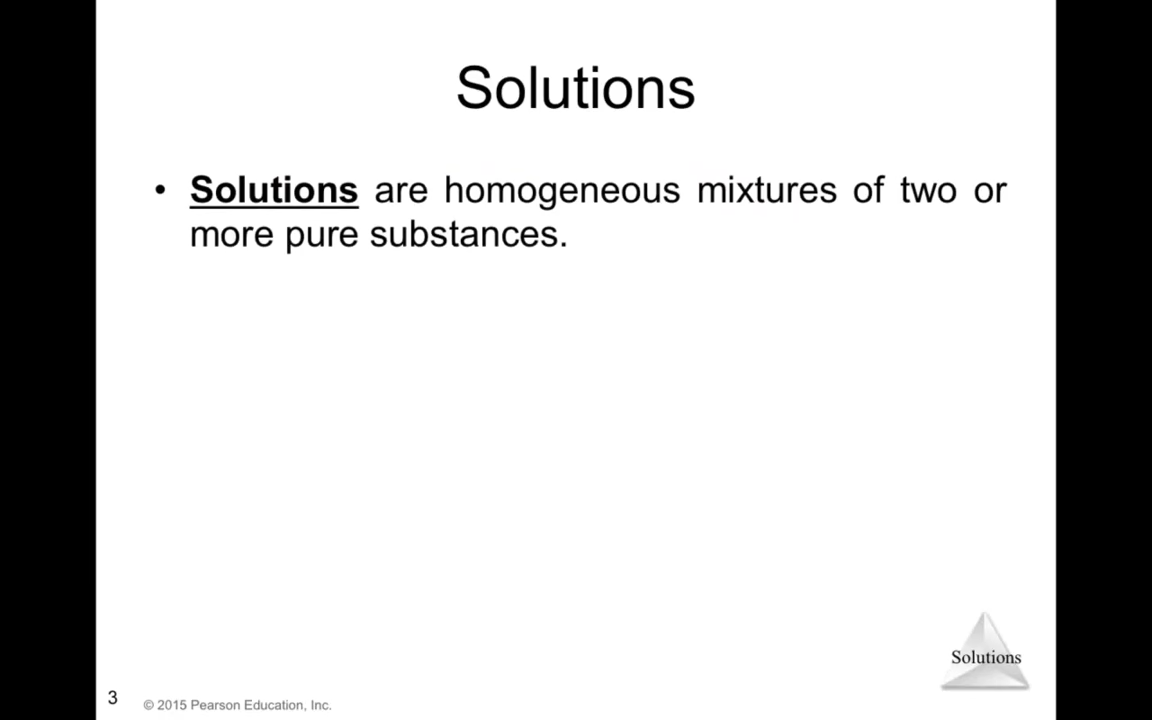 Solutions
• Solutions are homogeneous mixtures of two or
more pure substances.
Solutions
3
© 2015 Pearson Education, Inc.